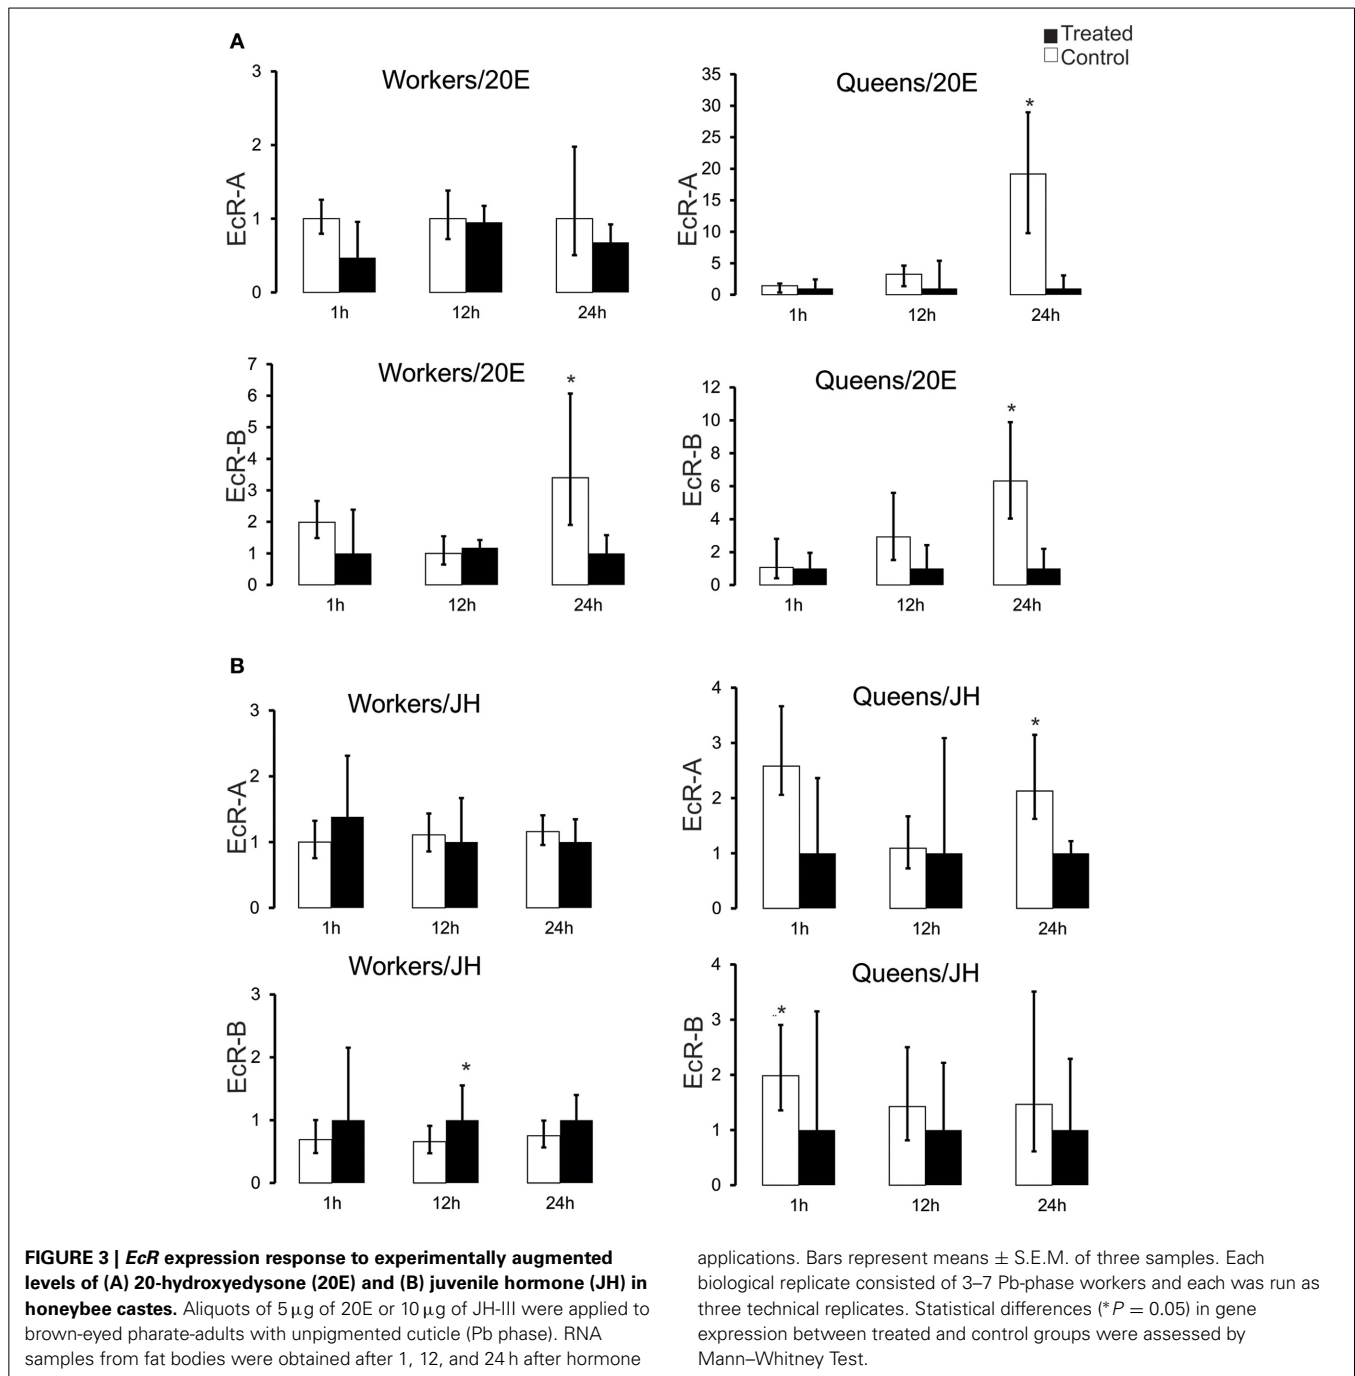 A
Treated
Control
Workers/20E
EcR-A
3
2
1
0
1h
12h
24h
Queens/20E
EcR-A
35
30
25
20
15
10
5
0
*
1h
12h
24h
Workers/20E
EcR-B
7
6
5
4
3
2
1
0
*
1h
12h
24h
Queens/20E
EcR-B
12
10
8
6
4
2
0
*
1h
12h
24h
B
Workers/JH
EcR-A
3
2
1
0
1h
12h
24h
Queens/JH
EcR-A
4
3
2
1
0
*
1h
12h
24h
Workers/JH
EcR-B
3
2
1
0
*
1h
12h
24h
Queens/JH
EcR-B
4
3
2
1
0
*
1h
12h
24h
FIGURE 3 | EcR expression response to experimentally augmented
levels of (A) 20-hydroxyedysone (20E) and (B) juvenile hormone (JH) in
honeybee castes. Aliquots of 5 µg of 20E or 10 µg of JH-III were applied to
brown-eyed pharate-adults with unpigmented cuticle (Pb phase). RNA
samples from fat bodies were obtained after 1, 12, and 24 h after hormone
applications. Bars represent means ± S.E.M. of three samples. Each
biological replicate consisted of 3–7 Pb-phase workers and each was run as
three technical replicates. Statistical differences (*P = 0.05) in gene
expression between treated and control groups were assessed by
Mann–Whitney Test.